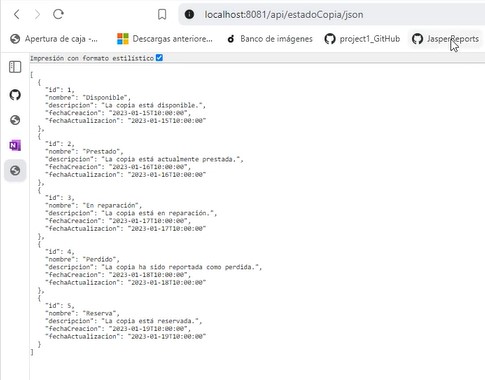 localhost:8081/api/estadoCopia/json
Apertura de caja -...
Descargas anteriore...
Banco de imágenes
project1_GitHub
JasperReports
Impresión con formato estilístico
[
{
"id": 1,
"nombre": "Disponible",
"descripcion": "La copia está disponible.",
"fechaCreacion": "2023-01-15T10:00:00",
"fechaActualizacion": "2023-01-15T10:00:00"
},
{
"id": 2,
"nombre": "Prestado",
"descripcion": "La copia está actualmente prestada.",
"fechaCreacion": "2023-01-16T10:00:00",
"fechaActualizacion": "2023-01-16T10:00:00"
},
{
"id": 3,
"nombre": "En reparación",
"descripcion": "La copia está en reparación.",
"fechaCreacion": "2023-01-17T10:00:00",
"fechaActualizacion": "2023-01-17T10:00:00"
},
{
"id": 4,
"nombre": "Perdido",
"descripcion": "La copia ha sido reportada como perdida.",
"fechaCreacion": "2023-01-18T10:00:00",
"fechaActualizacion": "2023-01-18T10:00:00"
},
{
"id": 5,
"nombre": "Reserva",
"descripcion": "La copia está reservada.",
"fechaCreacion": "2023-01-19T10:00:00",
"fechaActualizacion": "2023-01-19T10:00:00"
}
]